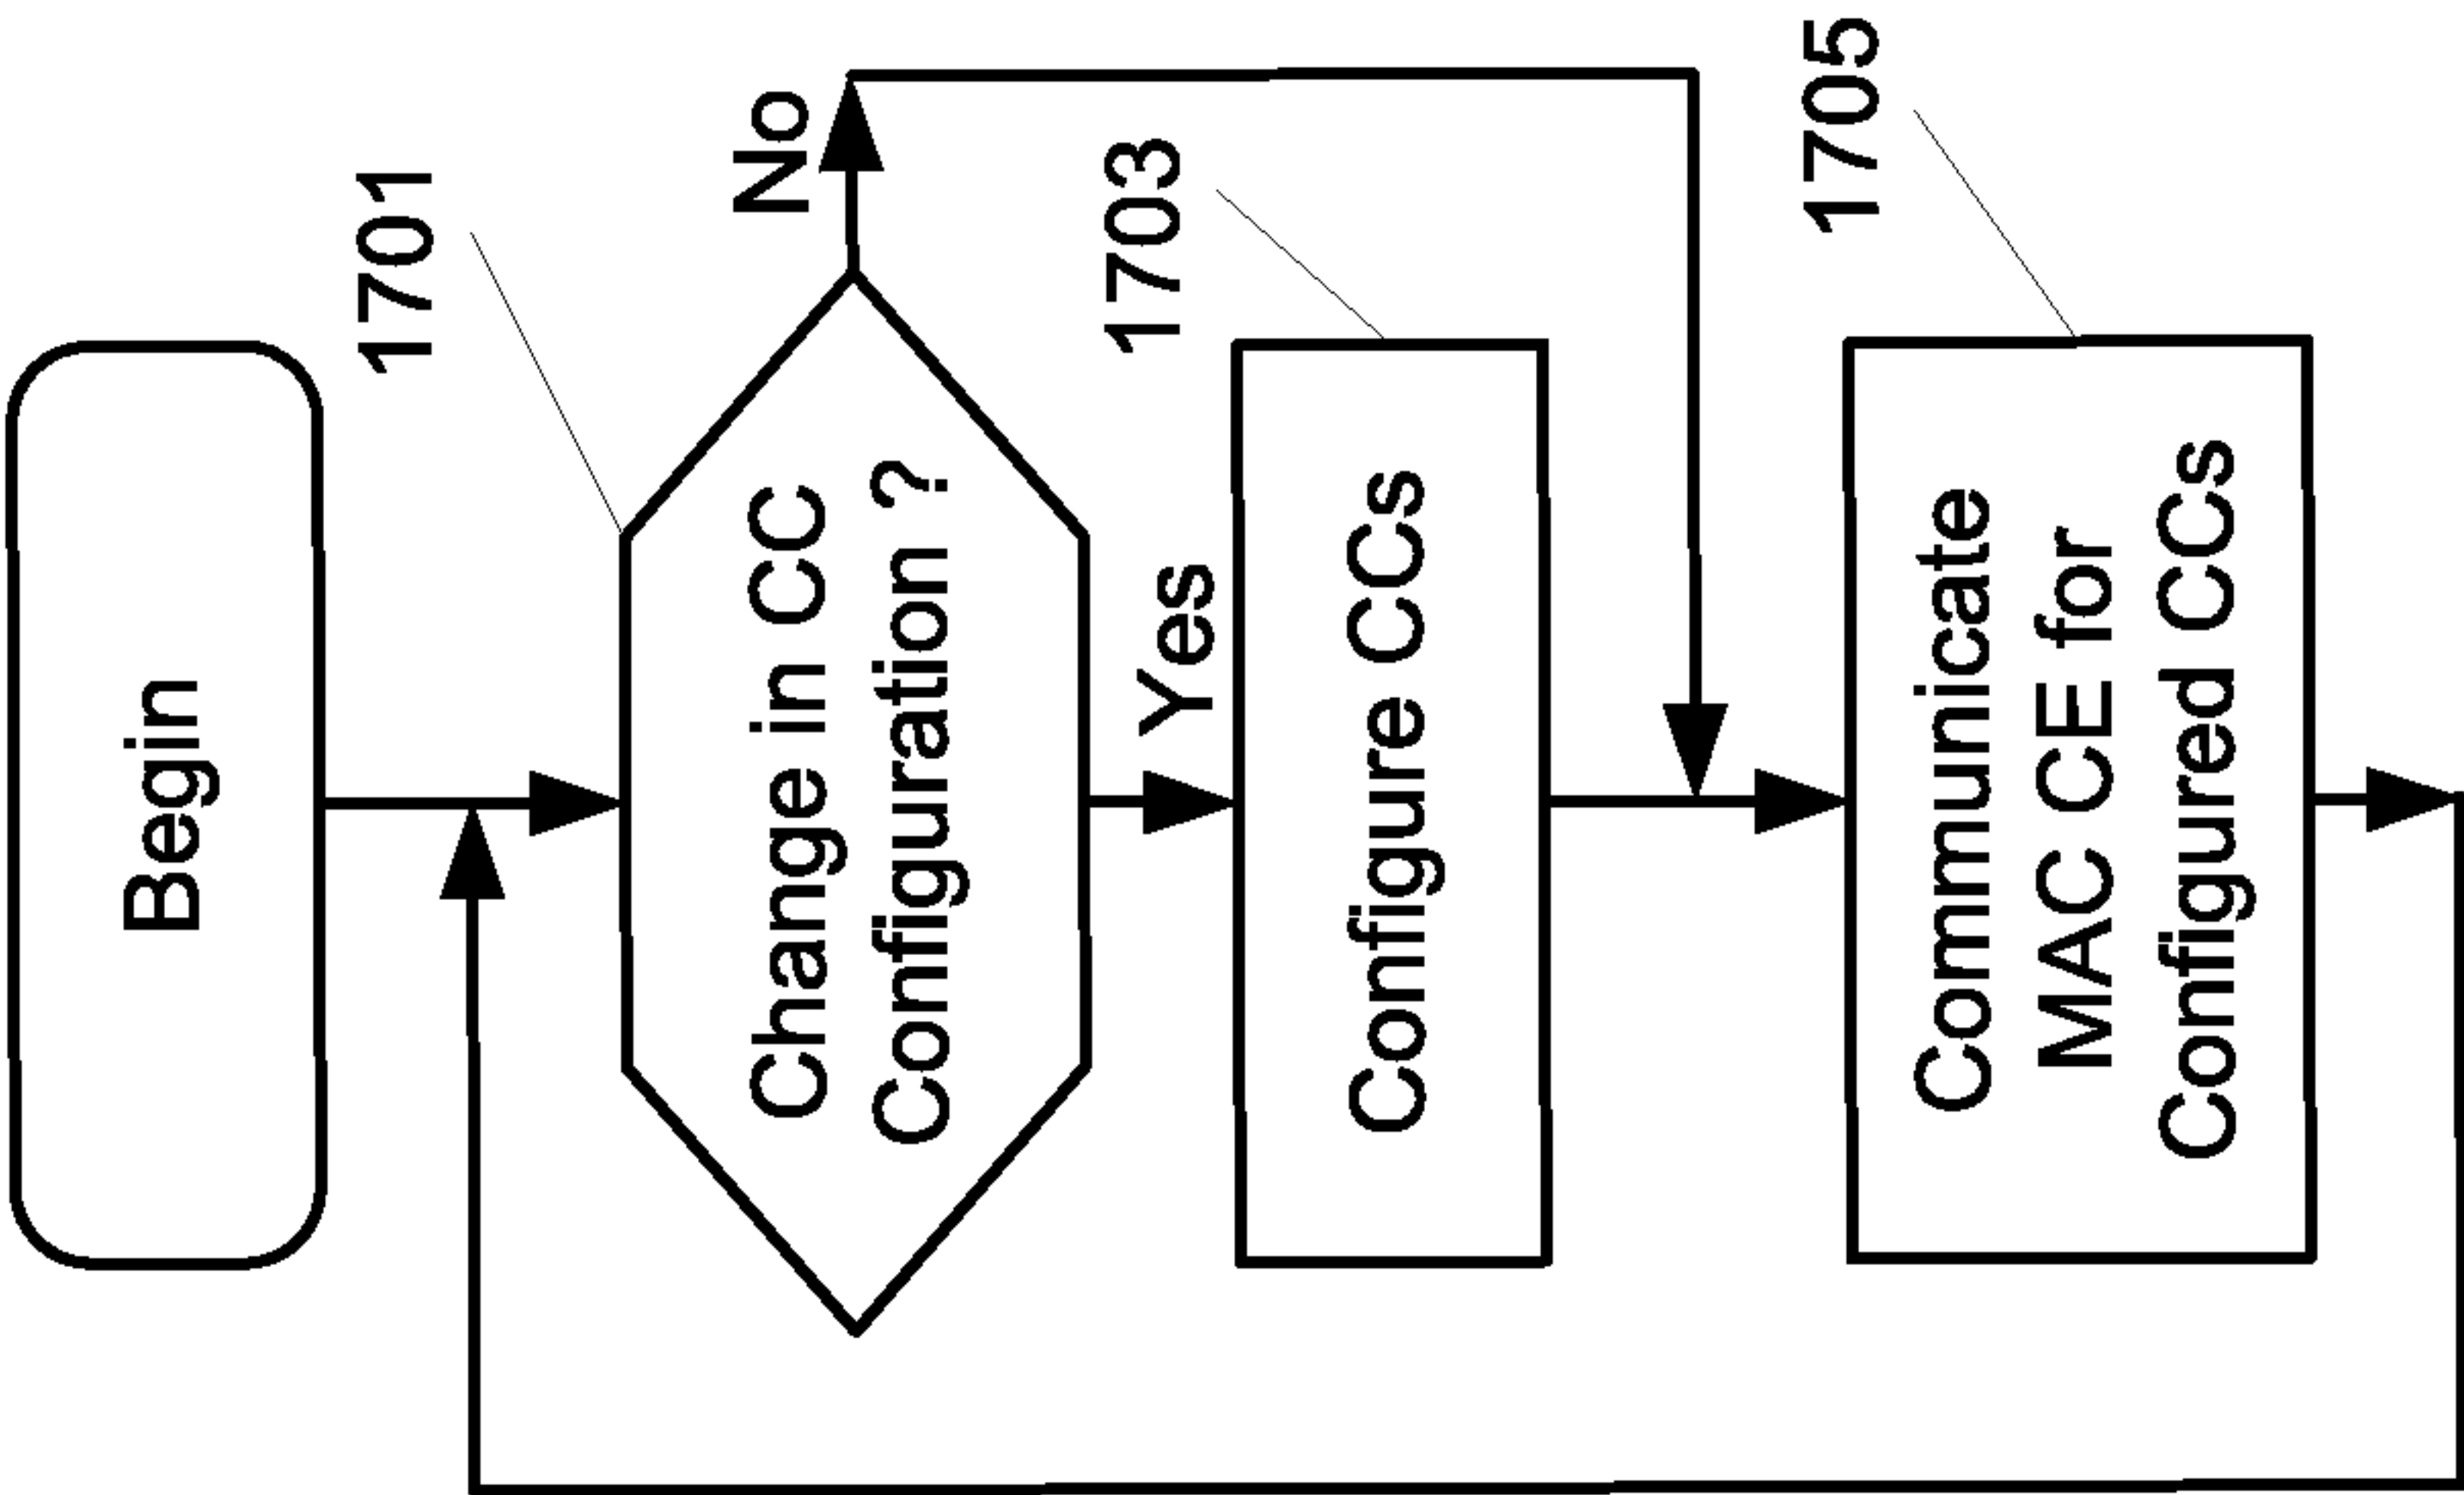 Begin
1701
Change in CC
Configuration ?
No
Yes
1703
Configure CCs
1705
Communicate
MAC CE for
Configured CCs